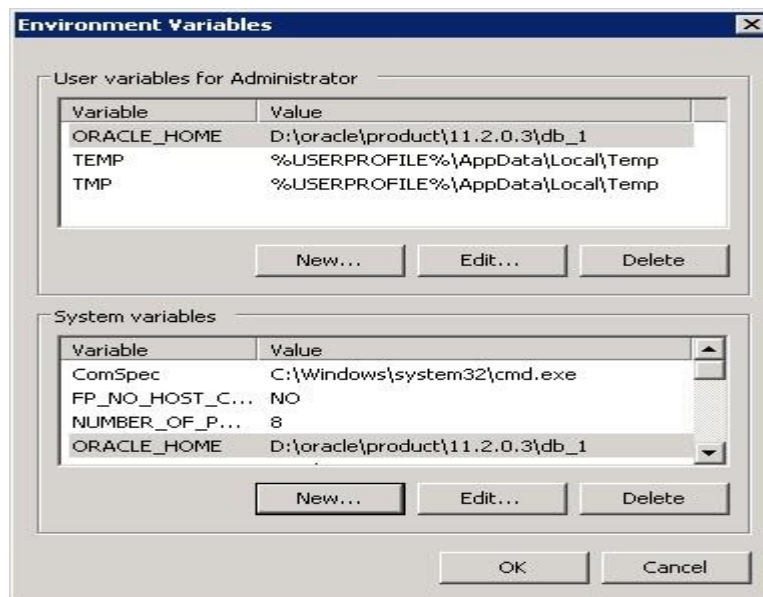 Environment Variables
User variables for Administrator
Variable Value
ORACLE_HOME D:\oracle\product\11.2.0.3\db_1
TEMP %USERPROFILE%\AppData\Local\Temp
TMP %USERPROFILE%\AppData\Local\Temp
New... Edit... Delete
System variables
Variable Value
ComSpec C:\Windows\system32\cmd.exe
FP_NO_HOST_C... NO
NUMBER_OF_P... 8
ORACLE_HOME D:\oracle\product\11.2.0.3\db_1
New... Edit... Delete
OK Cancel